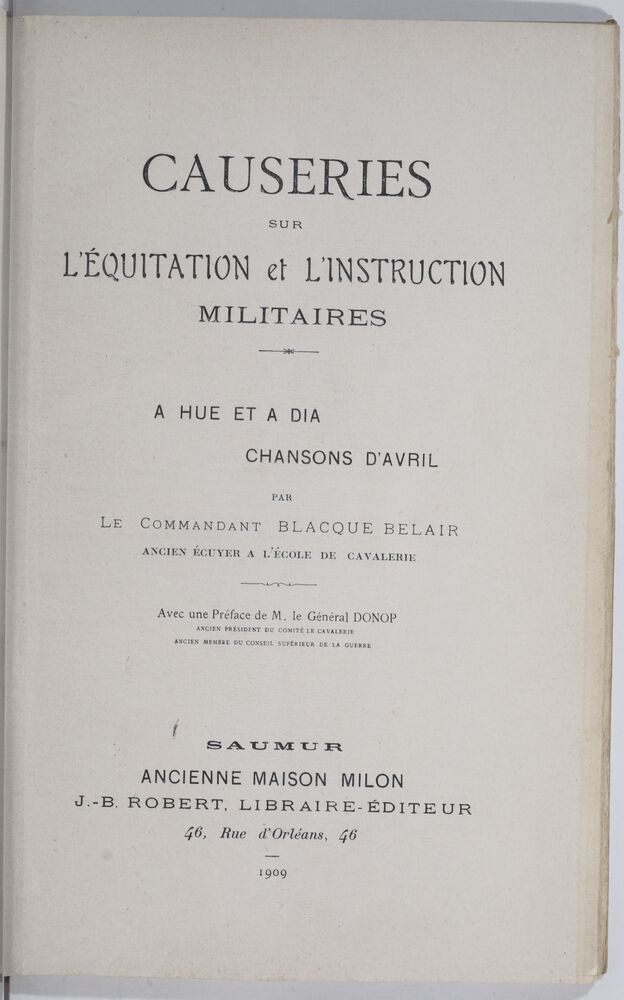 CAUSERIES
SUR
L'ÉQUITATION et L'INSTRUCTION
MILITAIRES
A HUE ET A DIA
CHANSONS D'AVRIL
PAR
LE COMMANDANT BLACQUE BELAIR
ANCIEN ÉCUYER A L'ÉCOLE DE CAVALERIE
Avec une Préface de M. le Général DONOP
ANCIEN PRÉSIDENT DU COMITÉ LE CAVALERIE
ANCIEN MEMBRE DU CONSEIL SUPÉRIEUR DE LA GUERRE
SAUMUR
ANCIENNE MAISON MILON
J.-B. ROBERT, LIBRAIRE-ÉDITEUR
46, Rue d'Orléans, 46
1909